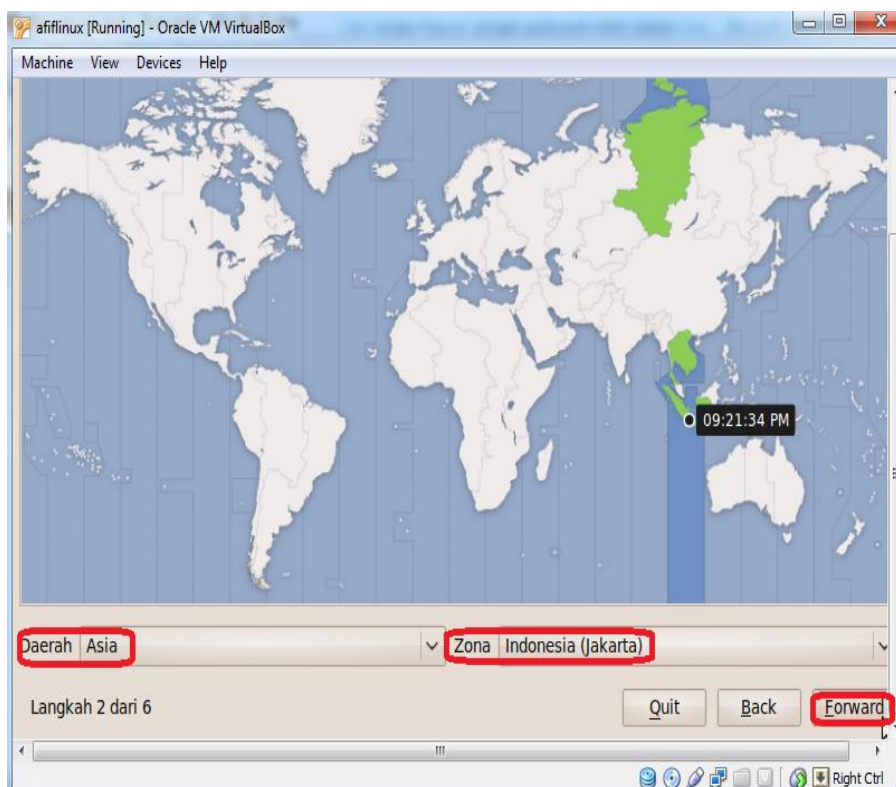 afiflinux [Running] - Oracle VM VirtualBox
Machine View Devices Help
09:21:34 PM
Daerah Asia Zona Indonesia (Jakarta)
Langkah 2 dari 6 Quit Back Forward
Right Ctrl